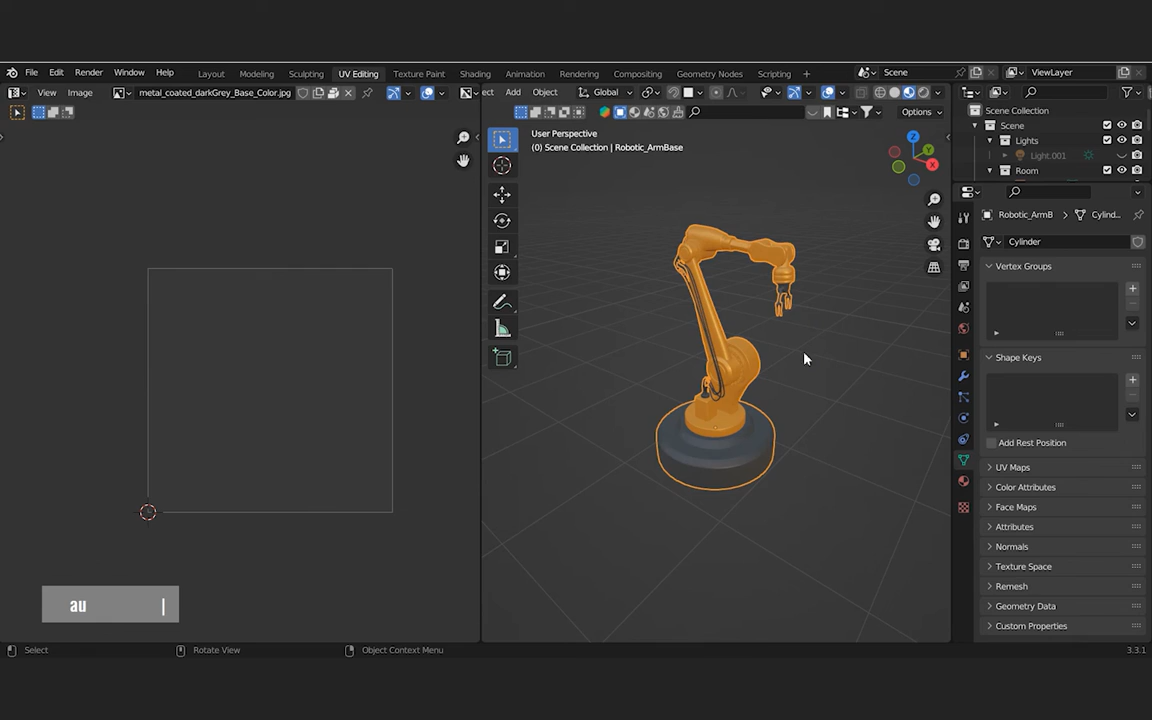 File Edit Render Window Help Layout Modeling Sculpting UV Editing Texture Paint Shading Animation Rendering Compositing Geometry Nodes Scripting + Scene ViewLayer
View Image metal_coated_darkGrey_Base_Color.jpg ect Add Object Global
Options
Scene Collection
Scene
Lights
Light.001
Room
User Perspective
(0) Scene Collection | Robotic_ArmBase
Z
Y
X
Robotic_ArmB Cylind...
Cylinder
Vertex Groups
Shape Keys
Add Rest Position
UV Maps
Color Attributes
Face Maps
Attributes
Normals
Texture Space
Remesh
Geometry Data
Custom Properties
au |
Select Rotate View Object Context Menu 3.3.1